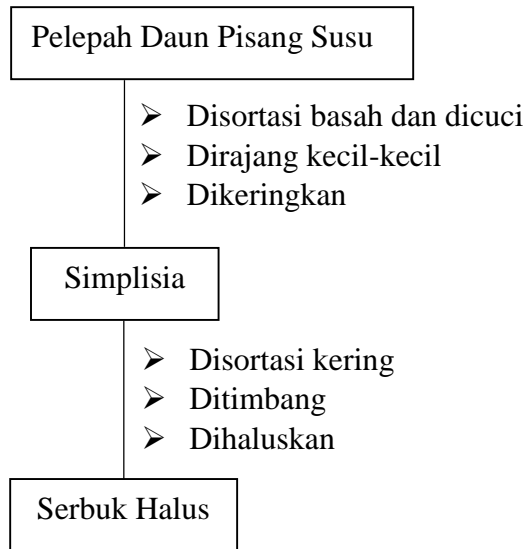 Pelepah Daun Pisang Susu
➢ Disortasi basah dan dicuci
➢ Dirajang kecil-kecil
➢ Dikeringkan
Simplisia
➢ Disortasi kering
➢ Ditimbang
➢ Dihaluskan
Serbuk Halus